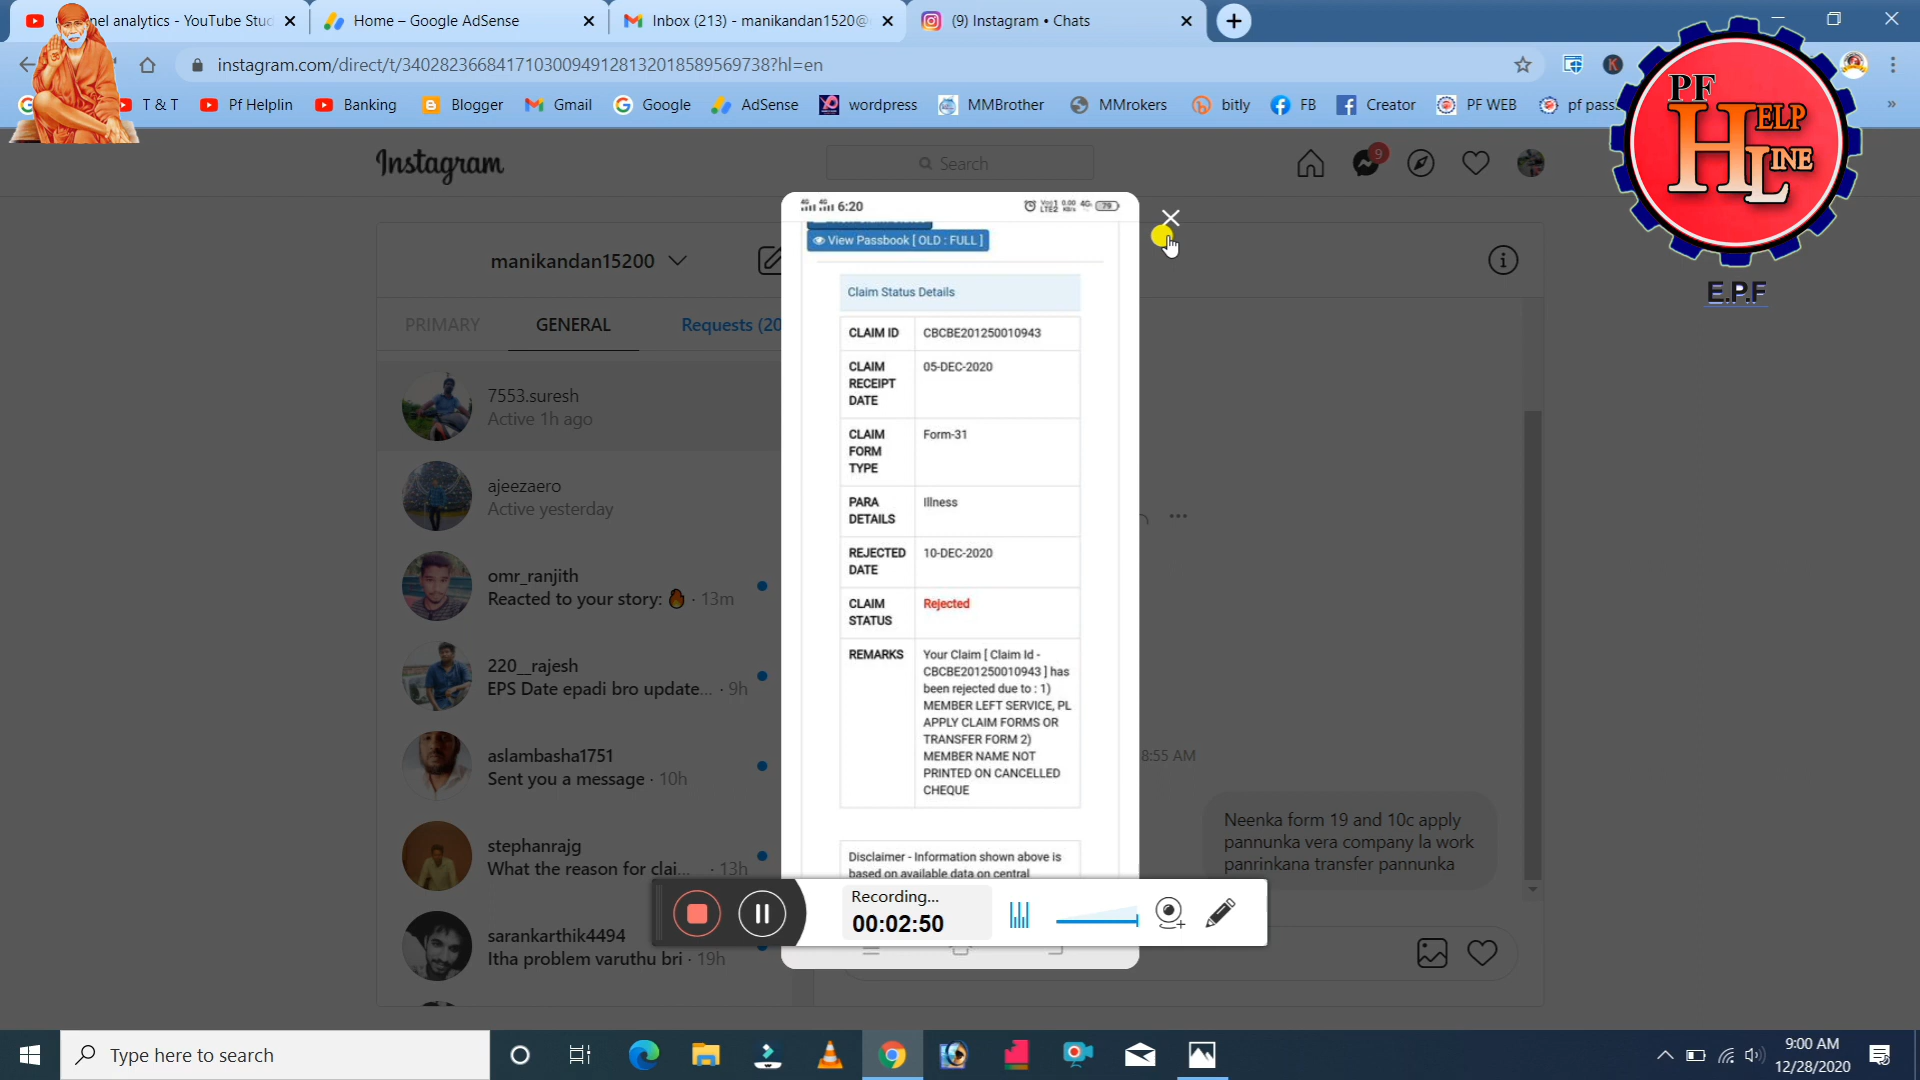 nel analytics - YouTube Stu
Home – Google AdSense
Inbox (213) - manikandan1520@
(9) Instagram • Chats
instagram.com/direct/t/340282366841710300949128132018589569738?hl=en
T & T
Pf Helplin
Banking
Blogger
Gmail
Google
AdSense
wordpress
MMBrother
MMrokers
bitly
FB
Creator
PF WEB
pf pass
PF
HELP
LINE
E.P.F
Instagram
Search
9
manikandan15200
PRIMARY
GENERAL
Requests (20
7553.suresh
Active 1h ago
ajeezaero
Active yesterday
omr_ranjith
Reacted to your story: 🔥 · 13m
220__rajesh
EPS Date epadi bro update... · 9h
aslambasha1751
Sent you a message · 10h
stephanrajg
What the reason for clai... · 13h
sarankarthik4494
Itha problem varuthu bri · 19h
6:20
4G
79
View Passbook [ OLD : FULL ]
Claim Status Details
CLAIM ID
CBCBE201250010943
CLAIM
RECEIPT
DATE
05-DEC-2020
CLAIM
FORM
TYPE
Form-31
PARA
DETAILS
Illness
REJECTED
DATE
10-DEC-2020
CLAIM
STATUS
Rejected
REMARKS
Your Claim [ Claim Id -
CBCBE201250010943 ] has
been rejected due to : 1)
MEMBER LEFT SERVICE, PL
APPLY CLAIM FORMS OR
TRANSFER FORM 2)
MEMBER NAME NOT
PRINTED ON CANCELLED
CHEQUE
Disclaimer - Information shown above is
based on available data on central
8:55 AM
Neenka form 19 and 10c apply
pannunka vera company la work
panrinkana transfer pannunka
Recording...
00:02:50
Type here to search
9:00 AM
12/28/2020